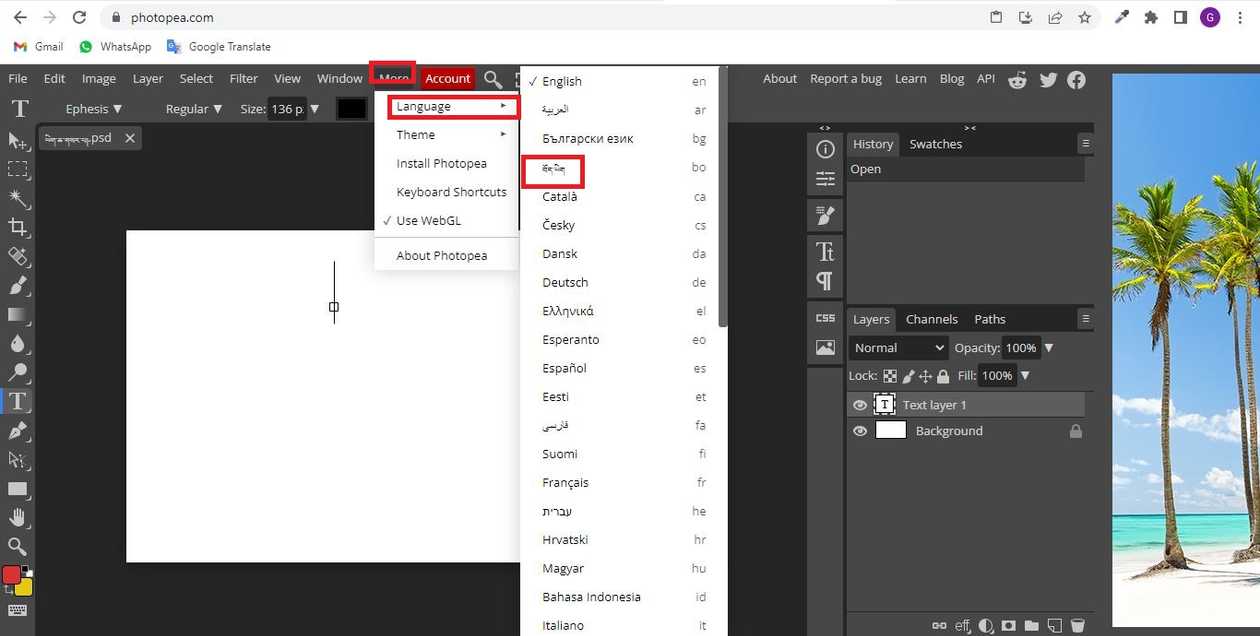 photopea.com
G
Gmail WhatsApp Google Translate
File Edit Image Layer Select Filter View Window More Account
About Report a bug Learn Blog API
Ephesis ▼ Regular ▼ Size: 136 p ▼
.psd ✕
Language ▸
Theme ▸
Install Photopea
Keyboard Shortcuts
✓ Use WebGL
About Photopea
✓ English en
العربية ar
Български език bg
བོད་ཡིག bo
Català ca
Česky cs
Dansk da
Deutsch de
Ελληνικά el
Esperanto eo
Español es
Eesti et
فارسی fa
Suomi fi
Français fr
עברית he
Hrvatski hr
Magyar hu
Bahasa Indonesia id
Italiano it
< > > <
History Swatches
Open
CSS
Layers Channels Paths
Normal Opacity: 100% ▼
Lock: Fill: 100% ▼
T Text layer 1
Background
eff